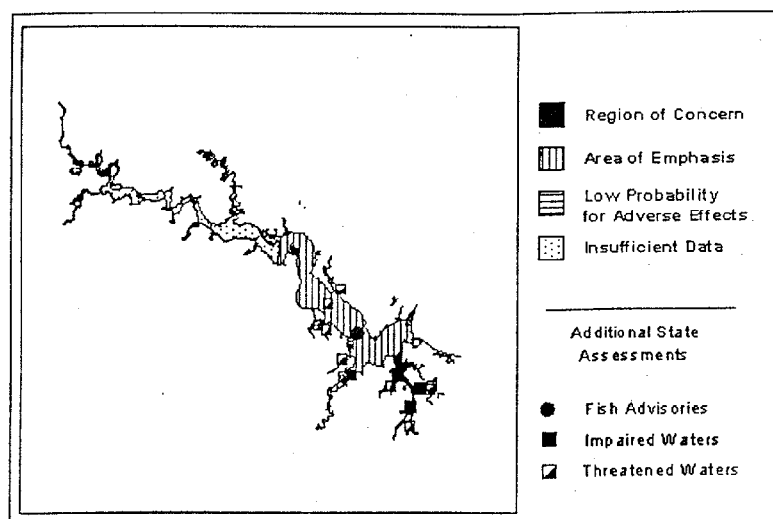 Region of Concern
Area of Emphasis
Low Probability
for Adverse Effects
Insufficient Data
Additional State
Assessments
Fish Advisories
Impaired Waters
Threatened Waters